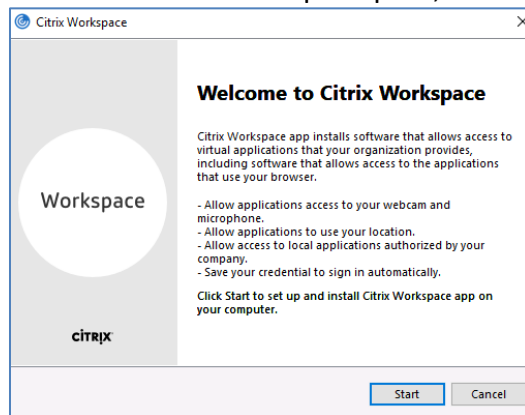 Citrix Workspace
Welcome to Citrix Workspace
Citrix Workspace app installs software that allows access to
virtual applications that your organization provides,
including software that allows access to the applications
that use your browser.
- Allow applications access to your webcam and
microphone.
- Allow applications to use your location.
- Allow access to local applications authorized by your
company.
- Save your credential to sign in automatically.
Click Start to set up and install Citrix Workspace app on
your computer.
Workspace
CİTRIX
Start Cancel